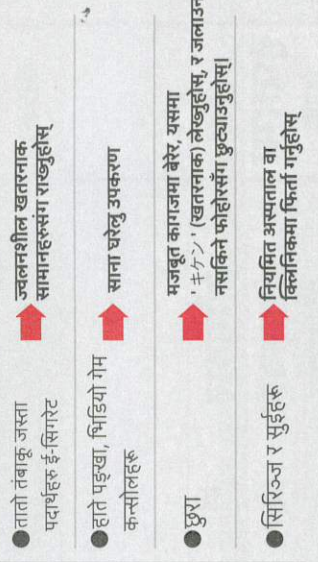 ●तातो तंबाकू जस्ता
पदार्थहरु ई-सिगरेट
ज्वलनशील खतरनाक
सामानहरुसंग राख्नुहोस्
●हाते पङ्खा, भिडियो गेम
कन्सोलहरू
साना घरेलु उपकरण
●छुरा
मजबूत कागजमा बेरेर, यसमा
'キケン' (खतरनाक) लेख्नुहोस्, र जलाउन
नसकिने फोहोरसँग छुट्याउनुहोस्।
●सिरिञ्ज र सुईहरू
नियमित अस्पताल वा
क्लिनिकमा फिर्ता गर्नुहोस्